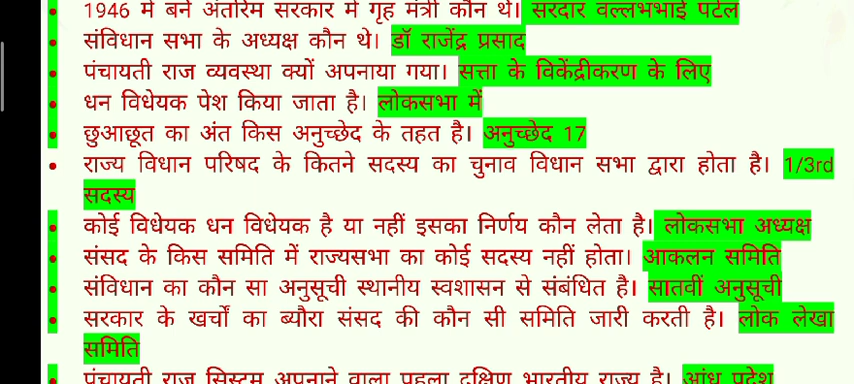 • 1946 में बने अंतरिम सरकार में गृह मंत्री कौन थे। सरदार वल्लभभाई पटेल
• संविधान सभा के अध्यक्ष कौन थे। डॉ राजेंद्र प्रसाद
• पंचायती राज व्यवस्था क्यों अपनाया गया। सत्ता के विकेंद्रीकरण के लिए
• धन विधेयक पेश किया जाता है। लोकसभा में
• छुआछूत का अंत किस अनुच्छेद के तहत है। अनुच्छेद 17
• राज्य विधान परिषद के कितने सदस्य का चुनाव विधान सभा द्वारा होता है। 1/3rd
सदस्य
• कोई विधेयक धन विधेयक है या नहीं इसका निर्णय कौन लेता है। लोकसभा अध्यक्ष
• संसद के किस समिति में राज्यसभा का कोई सदस्य नहीं होता। आकलन समिति
• संविधान का कौन सा अनुसूची स्थानीय स्वशासन से संबंधित है। सातवीं अनुसूची
• सरकार के खर्चों का ब्यौरा संसद की कौन सी समिति जारी करती है। लोक लेखा
समिति
• पंचायती राज सिस्टम अपनाने वाला पहला दक्षिण भारतीय राज्य है। आंध्र प्रदेश